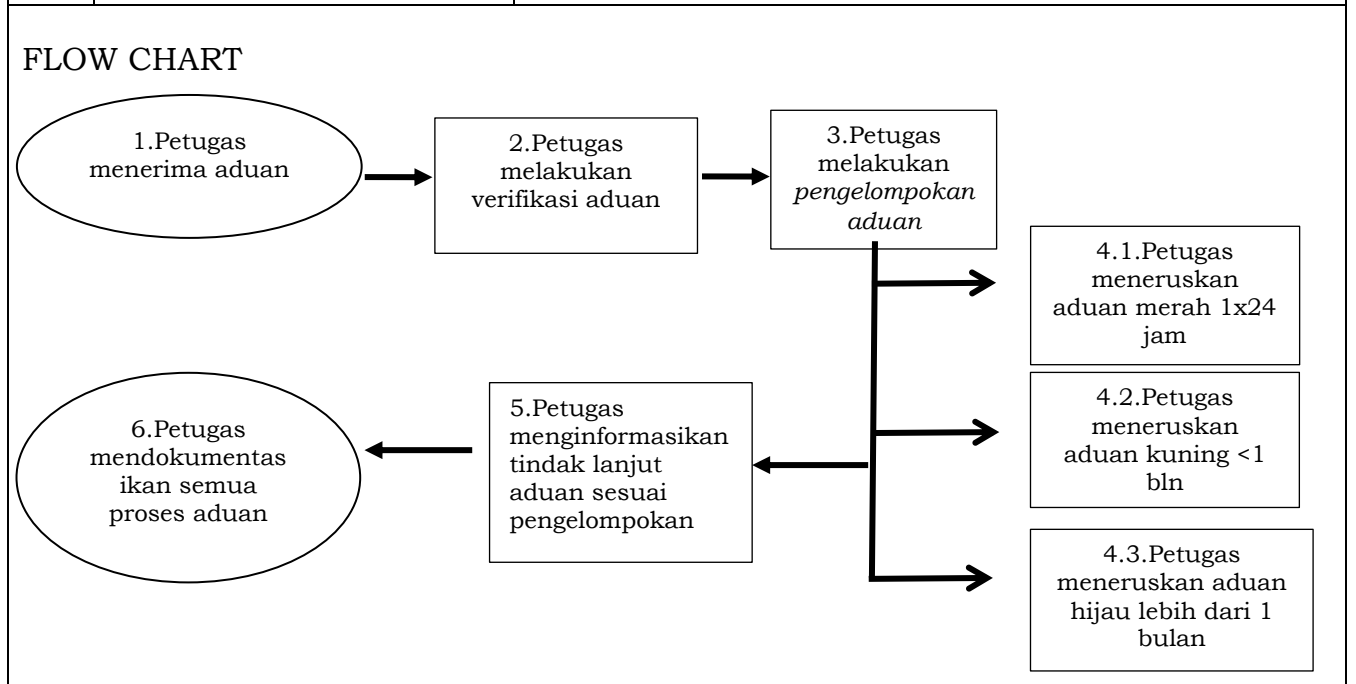 FLOW CHART
1.Petugas
menerima aduan
2.Petugas
melakukan
verifikasi aduan
3.Petugas
melakukan
pengelompokan
aduan
4.1.Petugas
meneruskan
aduan merah 1x24
jam
4.2.Petugas
meneruskan
aduan kuning <1
bln
4.3.Petugas
meneruskan aduan
hijau lebih dari 1
bulan
5.Petugas
menginformasikan
tindak lanjut
aduan sesuai
pengelompokan
6.Petugas
mendokumentas
ikan semua
proses aduan